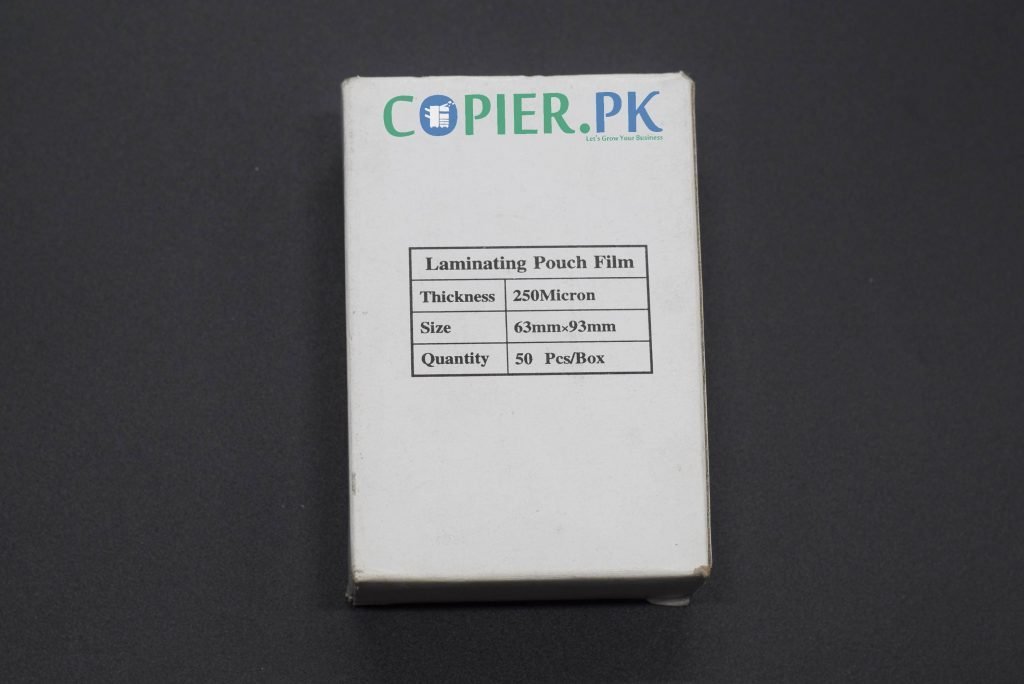 COPIER.PK
Let's Grow Your Business
Laminating Pouch Film
Thickness 250Micron
Size 63mm×93mm
Quantity 50 Pcs/Box